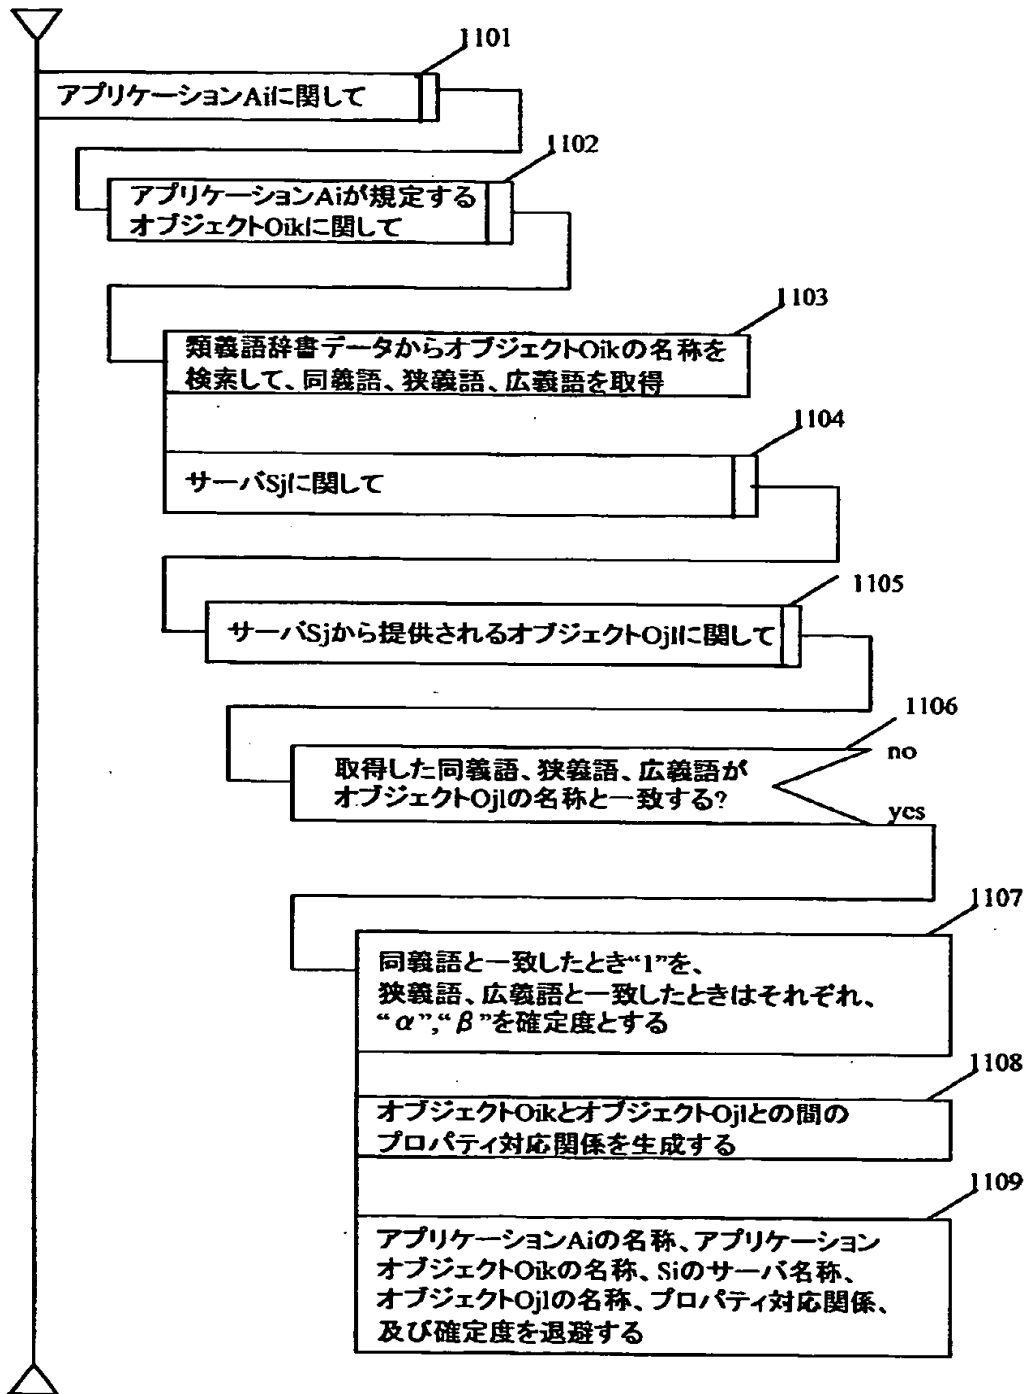 1101
アプリケーションAiに関して
1102
アプリケーションAiが規定する
オブジェクトOikに関して
1103
類義語辞書データからオブジェクトOikの名称を
検索して、同義語、狭義語、広義語を取得
1104
サーバSjに関して
1105
サーバSjから提供されるオブジェクトOjlに関して
1106
no
取得した同義語、狭義語、広義語が
オブジェクトOjlの名称と一致する?
yes
1107
同義語と一致したとき“1”を、
狭義語、広義語と一致したときはそれぞれ、
“α”,“β”を確定度とする
1108
オブジェクトOikとオブジェクトOjlとの間の
プロパティ対応関係を生成する
1109
アプリケーションAiの名称、アプリケーション
オブジェクトOikの名称、Siのサーバ名称、
オブジェクトOjlの名称、プロパティ対応関係、
及び確定度を退避する